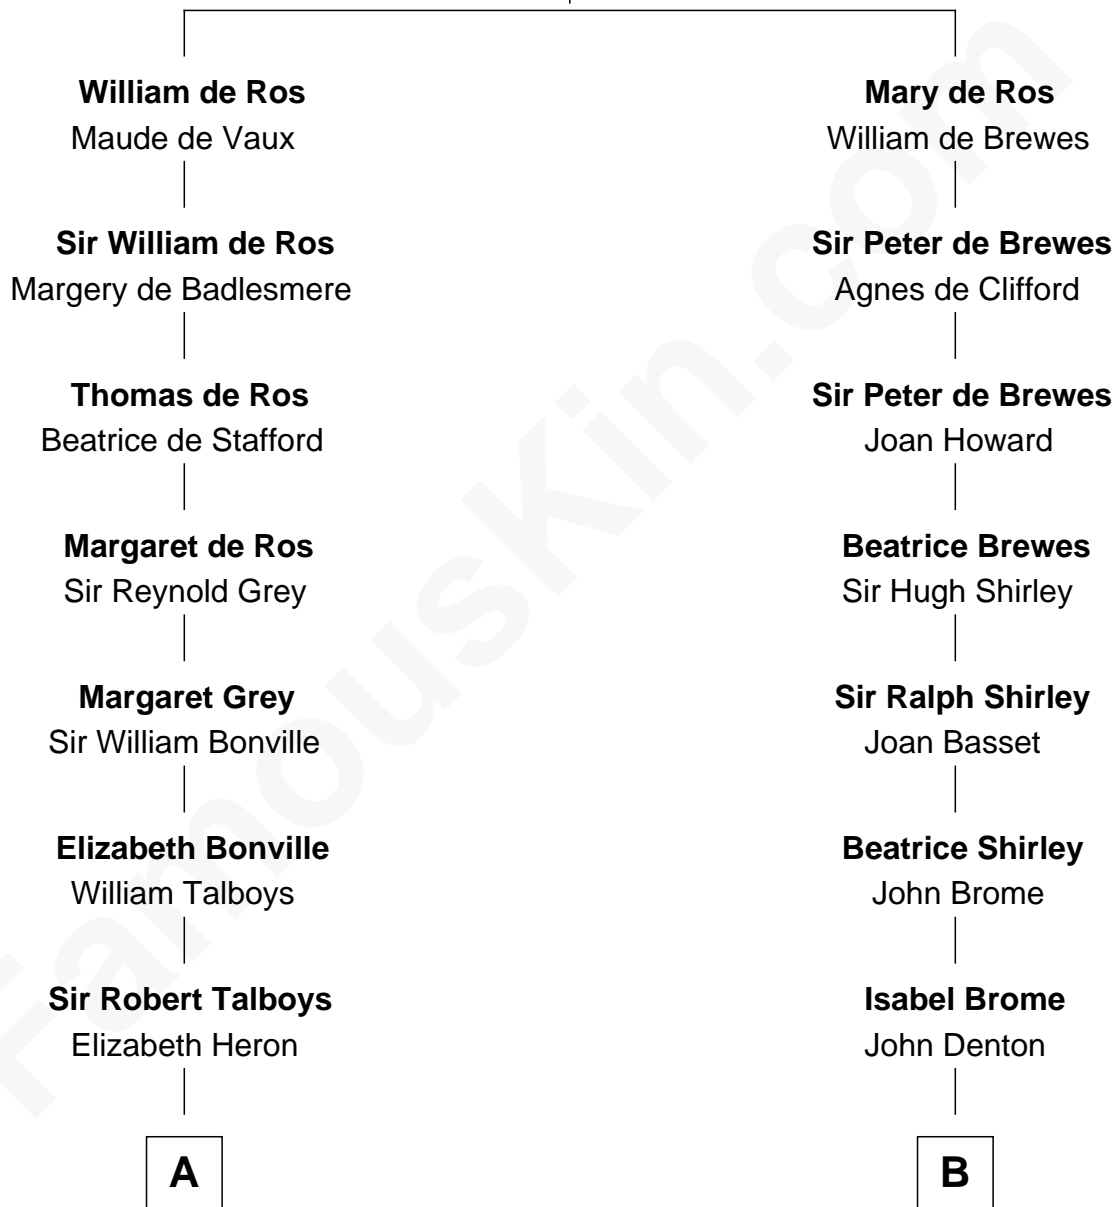 William de Ros
Maude de Vaux
Sir William de Ros
Margery de Badlesmere
Thomas de Ros
Beatrice de Stafford
Margaret de Ros
Sir Reynold Grey
Margaret Grey
Sir William Bonville
Elizabeth Bonville
William Talboys
Sir Robert Talboys
Elizabeth Heron
A
Mary de Ros
William de Brewes
Sir Peter de Brewes
Agnes de Clifford
Sir Peter de Brewes
Joan Howard
Beatrice Brewes
Sir Hugh Shirley
Sir Ralph Shirley
Joan Basset
Beatrice Shirley
John Brome
Isabel Brome
John Denton
B
FamousKin.com